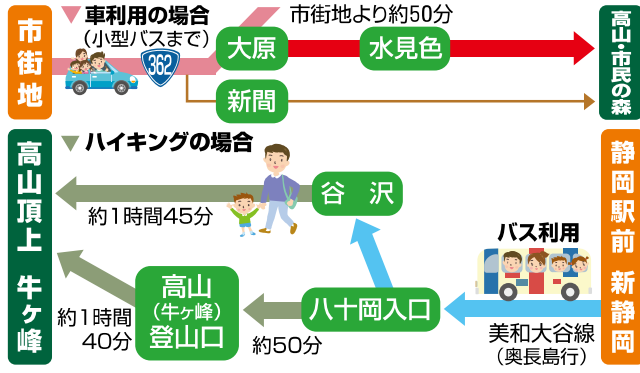 市街地
▼車利用の場合
(小型バスまで)
362
市街地より約50分
大原
水見色
新間
高山・市民の森
▼ハイキングの場合
高山頂上 牛ヶ峰
約1時間45分
谷 沢
静岡駅前 新静岡
バス利用
美和大谷線
(奥長島行)
八十岡入口
約50分
高山
(牛ヶ峰)
登山口
約1時間
40分